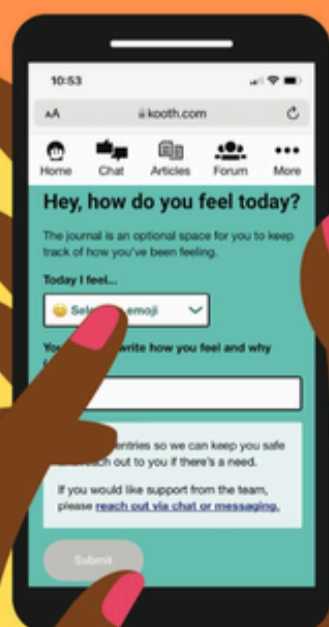 10:53
AA kooth.com
Home Chat Articles Forum More
Hey, how do you feel today?
The journal is an optional space for you to keep
track of how you've been feeling.
Today I feel...
emoji
write how you feel and why
entries so we can keep you safe
out to you if there's a need.
If you would like support from the team,
please reach out via chat or messaging.
Submit